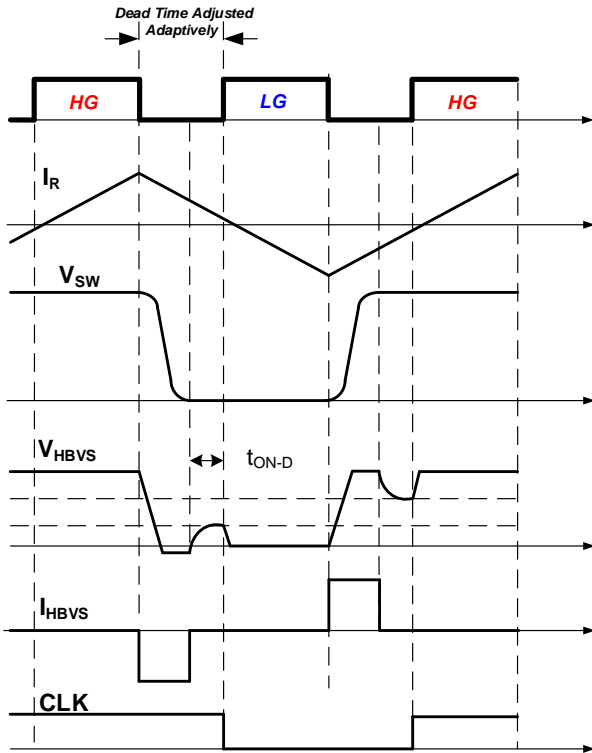 Dead Time Adjusted
Adaptively
HG
LG
HG
IR
VSW
VHBVS
tON-D
IHBVS
CLK